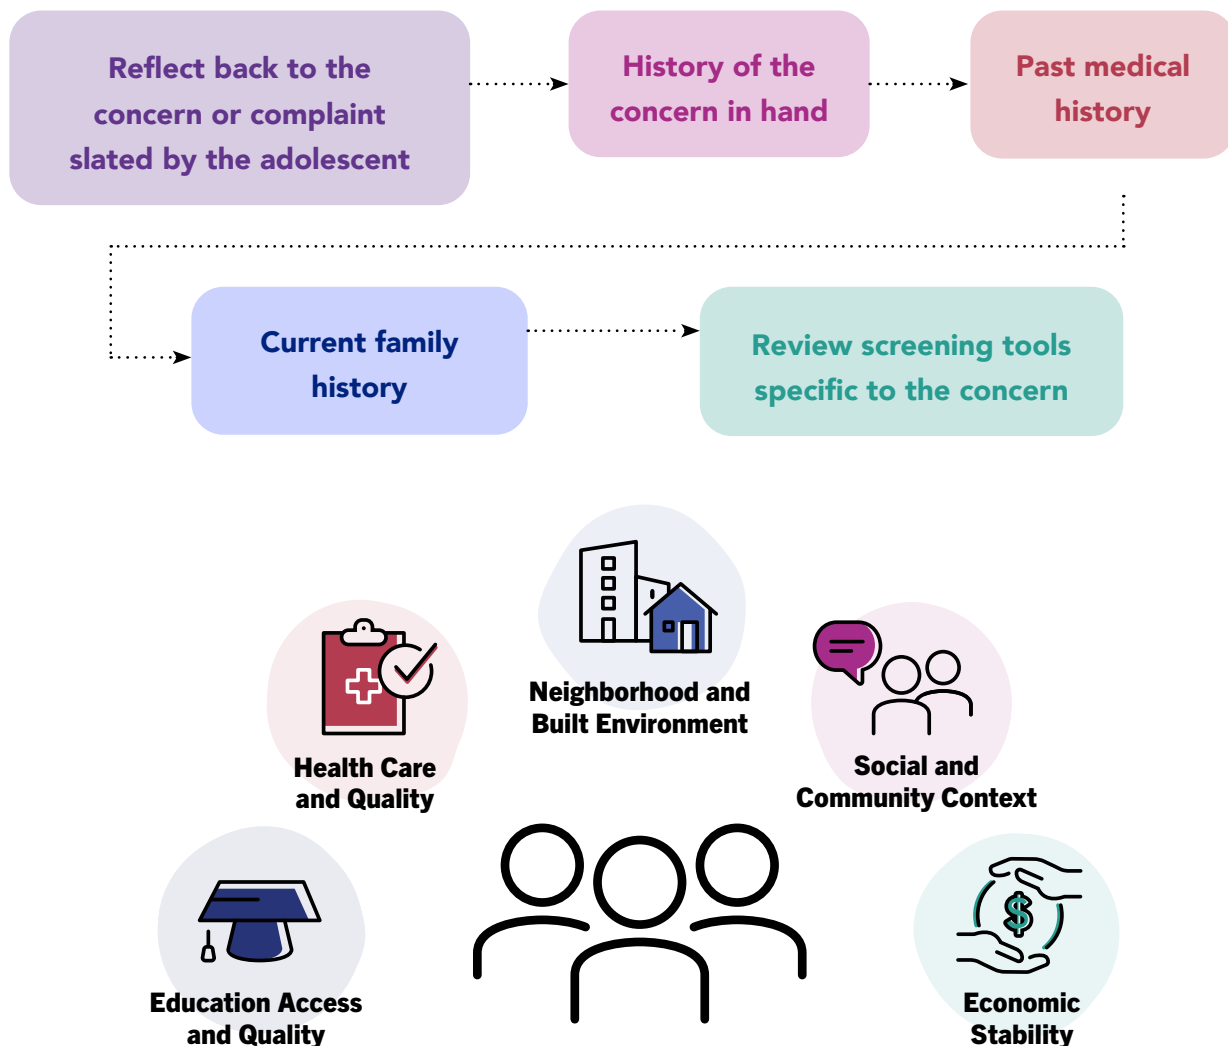 Reflect back to the
concern or complaint
slated by the adolescent
History of the
concern in hand
Past medical
history
Current family
history
Review screening tools
specific to the concern
Neighborhood and
Built Environment
Health Care
and Quality
Social and
Community Context
Education Access
and Quality
$
Economic
Stability